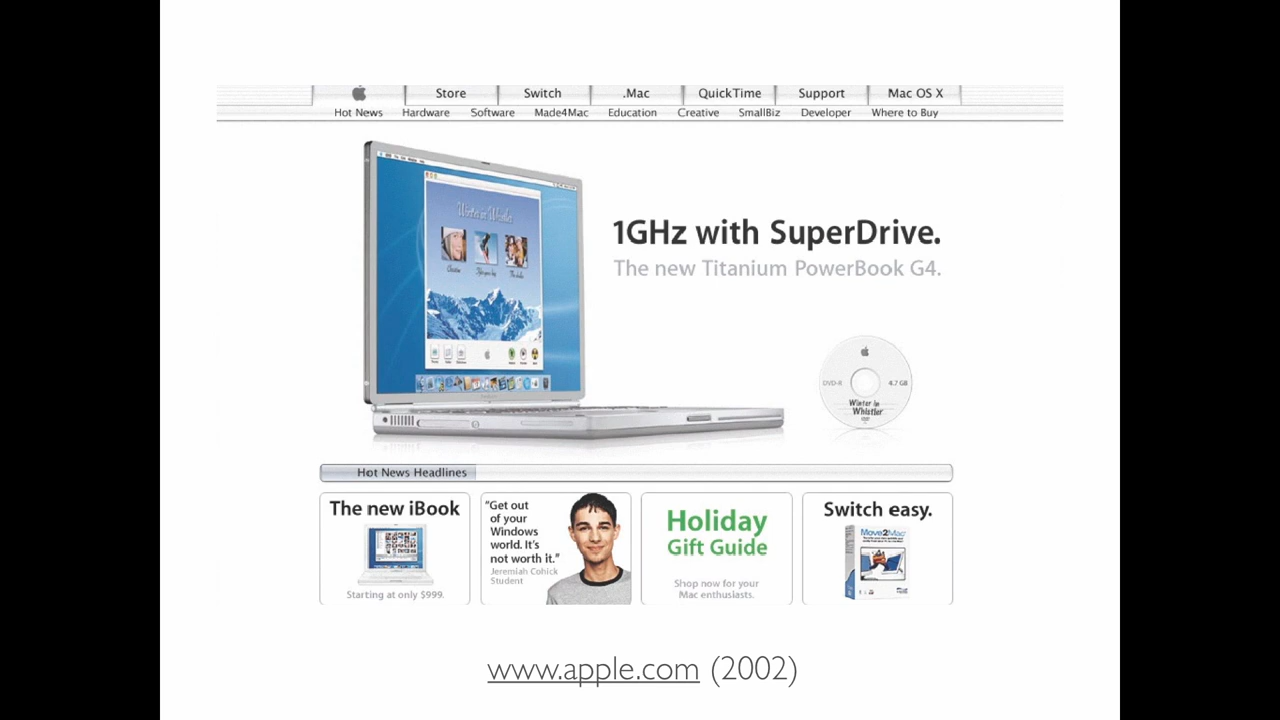 Store Switch .Mac QuickTime Support Mac OS X
Hot News Hardware Software Made4Mac Education Creative SmallBiz Developer Where to Buy
Winter in Whistler
1GHz with SuperDrive.
The new Titanium PowerBook G4.
DVD-R 4.7 GB
Winter in
Whistler
Hot News Headlines
The new iBook
Starting at only $999.
“Get out
of your
Windows
world. It’s
not worth it.”
Jeremiah Cohick
Student
Holiday
Gift Guide
Shop now for your
Mac enthusiasts.
Switch easy.
Move2Mac
www.apple.com (2002)